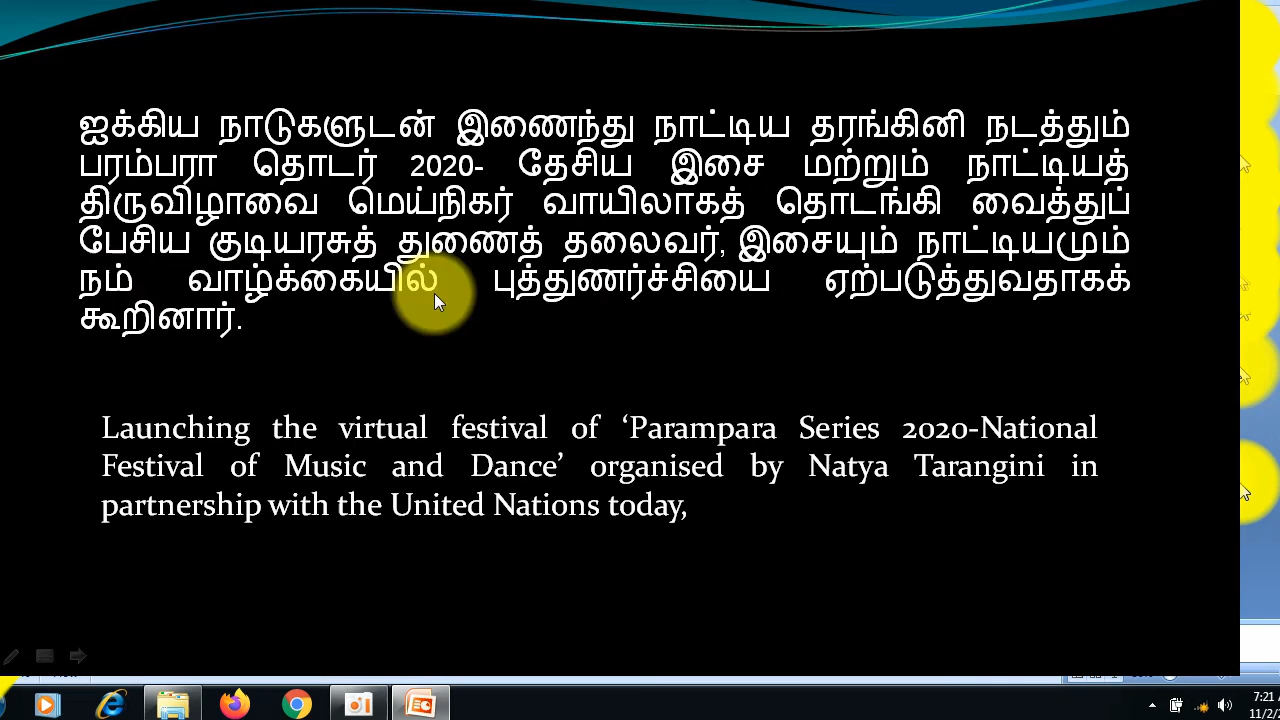 ஐக்கிய நாடுகளுடன் இணைந்து நாட்டிய தரங்கினி நடத்தும்
பரம்பரா தொடர் 2020- தேசிய இசை மற்றும் நாட்டியத்
திருவிழாவை மெய்நிகர் வாயிலாகத் தொடங்கி வைத்துப்
பேசிய குடியரசுத் துணைத் தலைவர், இசையும் நாட்டியமும்
நம் வாழ்க்கையில் புத்துணர்ச்சியை ஏற்படுத்துவதாகக்
கூறினார்.
Launching the virtual festival of ‘Parampara Series 2020-National
Festival of Music and Dance’ organised by Natya Tarangini in
partnership with the United Nations today,
7:21